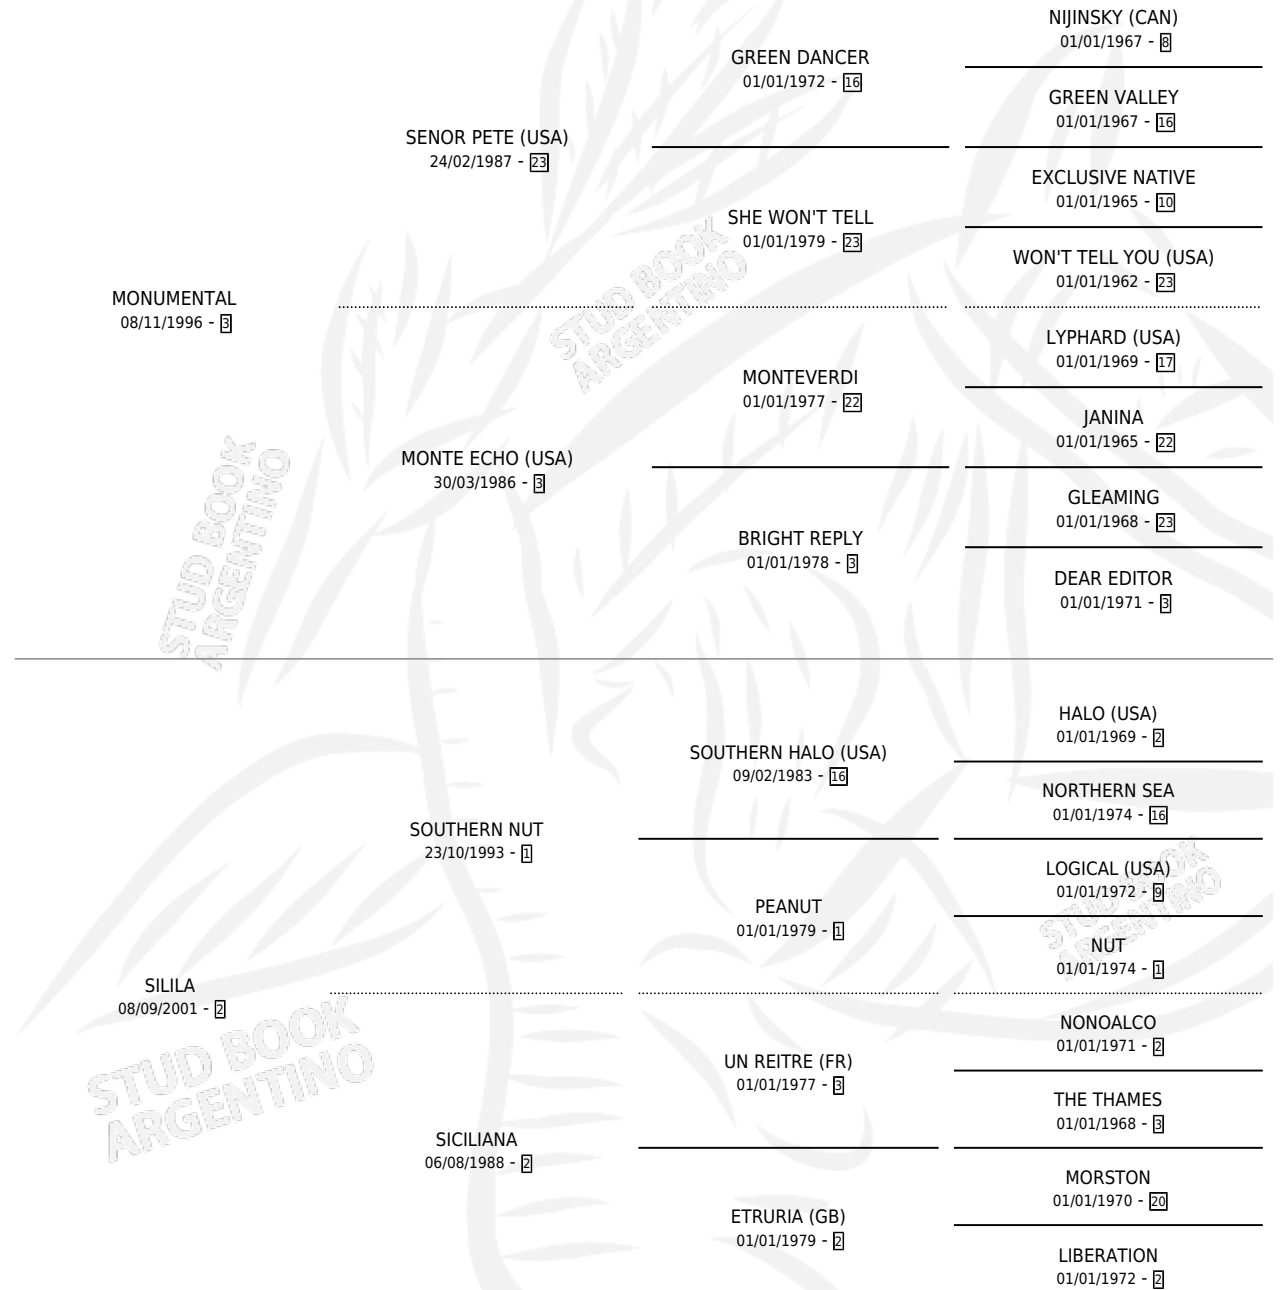 NIJINSKY (CAN)
01/01/1967 - 8
GREEN DANCER
01/01/1972 - 16
GREEN VALLEY
01/01/1967 - 16
SENOR PETE (USA)
24/02/1987 - 23
EXCLUSIVE NATIVE
01/01/1965 - 10
SHE WON'T TELL
01/01/1979 - 23
WON'T TELL YOU (USA)
01/01/1962 - 23
MONUMENTAL
08/11/1996 - 3
LYPHARD (USA)
01/01/1969 - 17
MONTEVERDI
01/01/1977 - 22
JANINA
01/01/1965 - 22
MONTE ECHO (USA)
30/03/1986 - 3
GLEAMING
01/01/1968 - 23
BRIGHT REPLY
01/01/1978 - 3
DEAR EDITOR
01/01/1971 - 3
HALO (USA)
01/01/1969 - 2
SOUTHERN HALO (USA)
09/02/1983 - 16
NORTHERN SEA
01/01/1974 - 16
SOUTHERN NUT
23/10/1993 - 1
LOGICAL (USA)
01/01/1972 - 9
PEANUT
01/01/1979 - 1
NUT
01/01/1974 - 1
SILILA
08/09/2001 - 2
NONOALCO
01/01/1971 - 2
UN REITRE (FR)
01/01/1977 - 3
THE THAMES
01/01/1968 - 3
SICILIANA
06/08/1988 - 2
MORSTON
01/01/1970 - 20
ETRURIA (GB)
01/01/1979 - 2
LIBERATION
01/01/1972 - 2
STUD BOOK
ARGENTINO
STUD BOOK
ARGENTINO
STUD BOOK
ARGENTINO
STUD BOOK
ARGENTINO